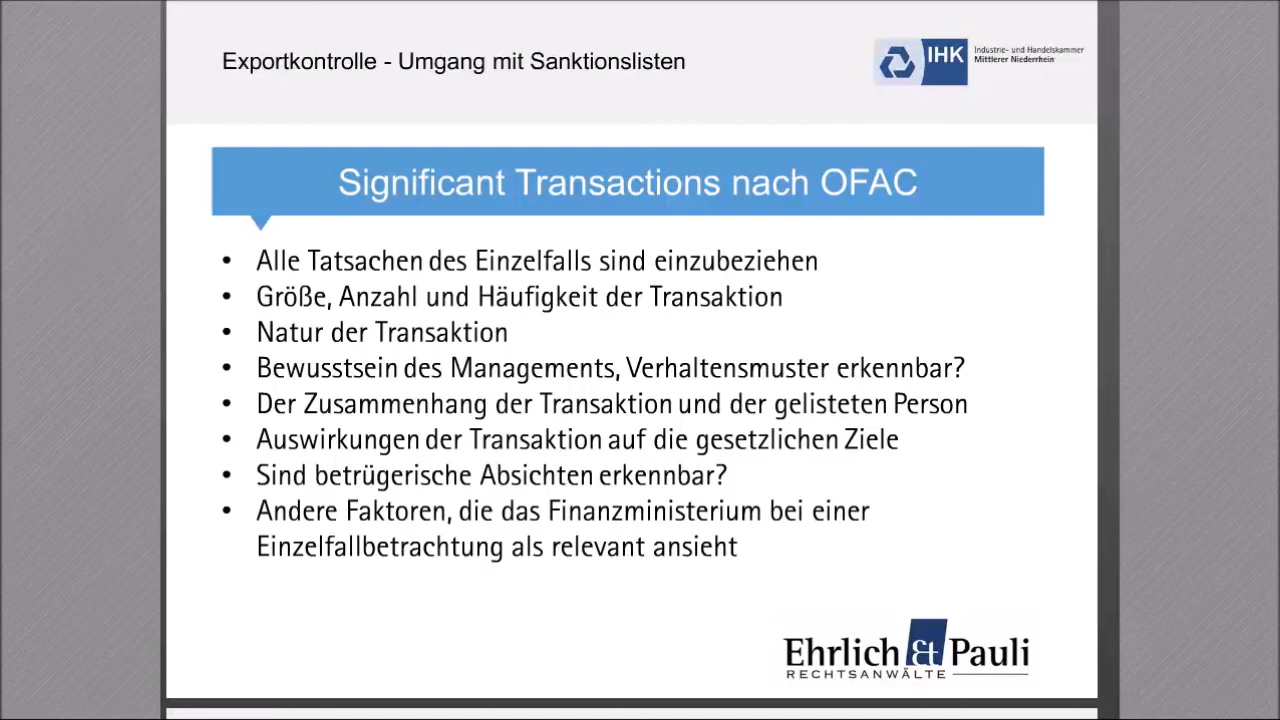 Exportkontrolle - Umgang mit Sanktionslisten
IHK
Industrie- und Handelskammer
Mittlerer Niederrhein
Significant Transactions nach OFAC
• Alle Tatsachen des Einzelfalls sind einzubeziehen
• Größe, Anzahl und Häufigkeit der Transaktion
• Natur der Transaktion
• Bewusstsein des Managements, Verhaltensmuster erkennbar?
• Der Zusammenhang der Transaktion und der gelisteten Person
• Auswirkungen der Transaktion auf die gesetzlichen Ziele
• Sind betrügerische Absichten erkennbar?
• Andere Faktoren, die das Finanzministerium bei einer
Einzelfallbetrachtung als relevant ansieht
Ehrlich et Pauli
RECHTSANWÄLTE